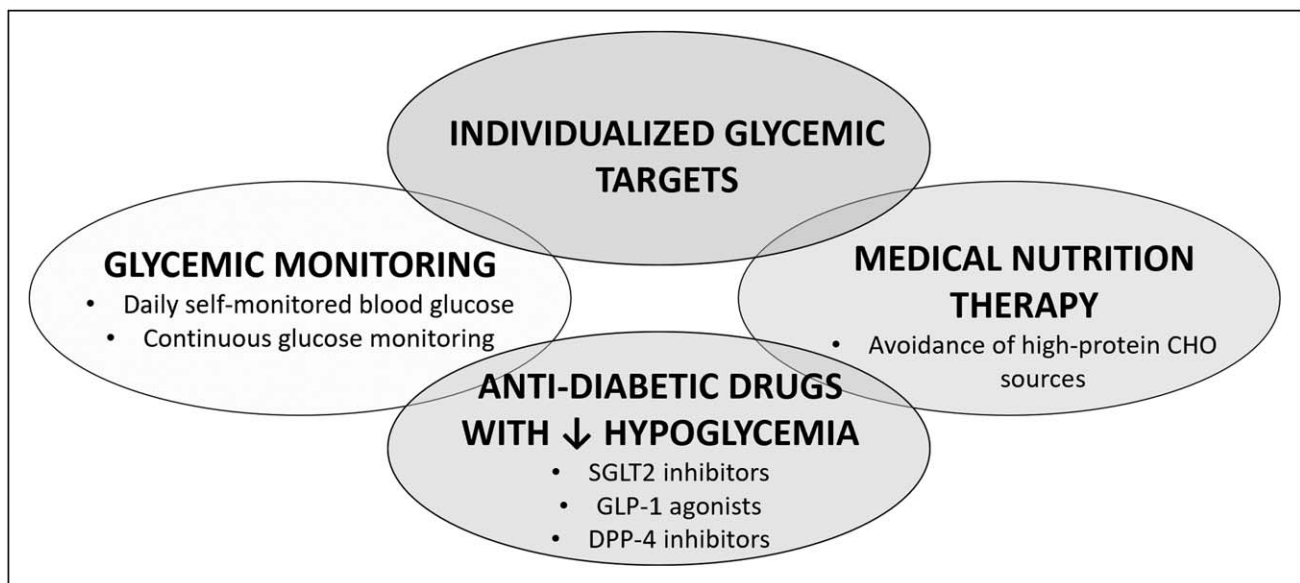 INDIVIDUALIZED GLYCEMIC
TARGETS
GLYCEMIC MONITORING
• Daily self-monitored blood glucose
• Continuous glucose monitoring
MEDICAL NUTRITION
THERAPY
• Avoidance of high-protein CHO
sources
ANTI-DIABETIC DRUGS
WITH ↓ HYPOGLYCEMIA
• SGLT2 inhibitors
• GLP-1 agonists
• DPP-4 inhibitors